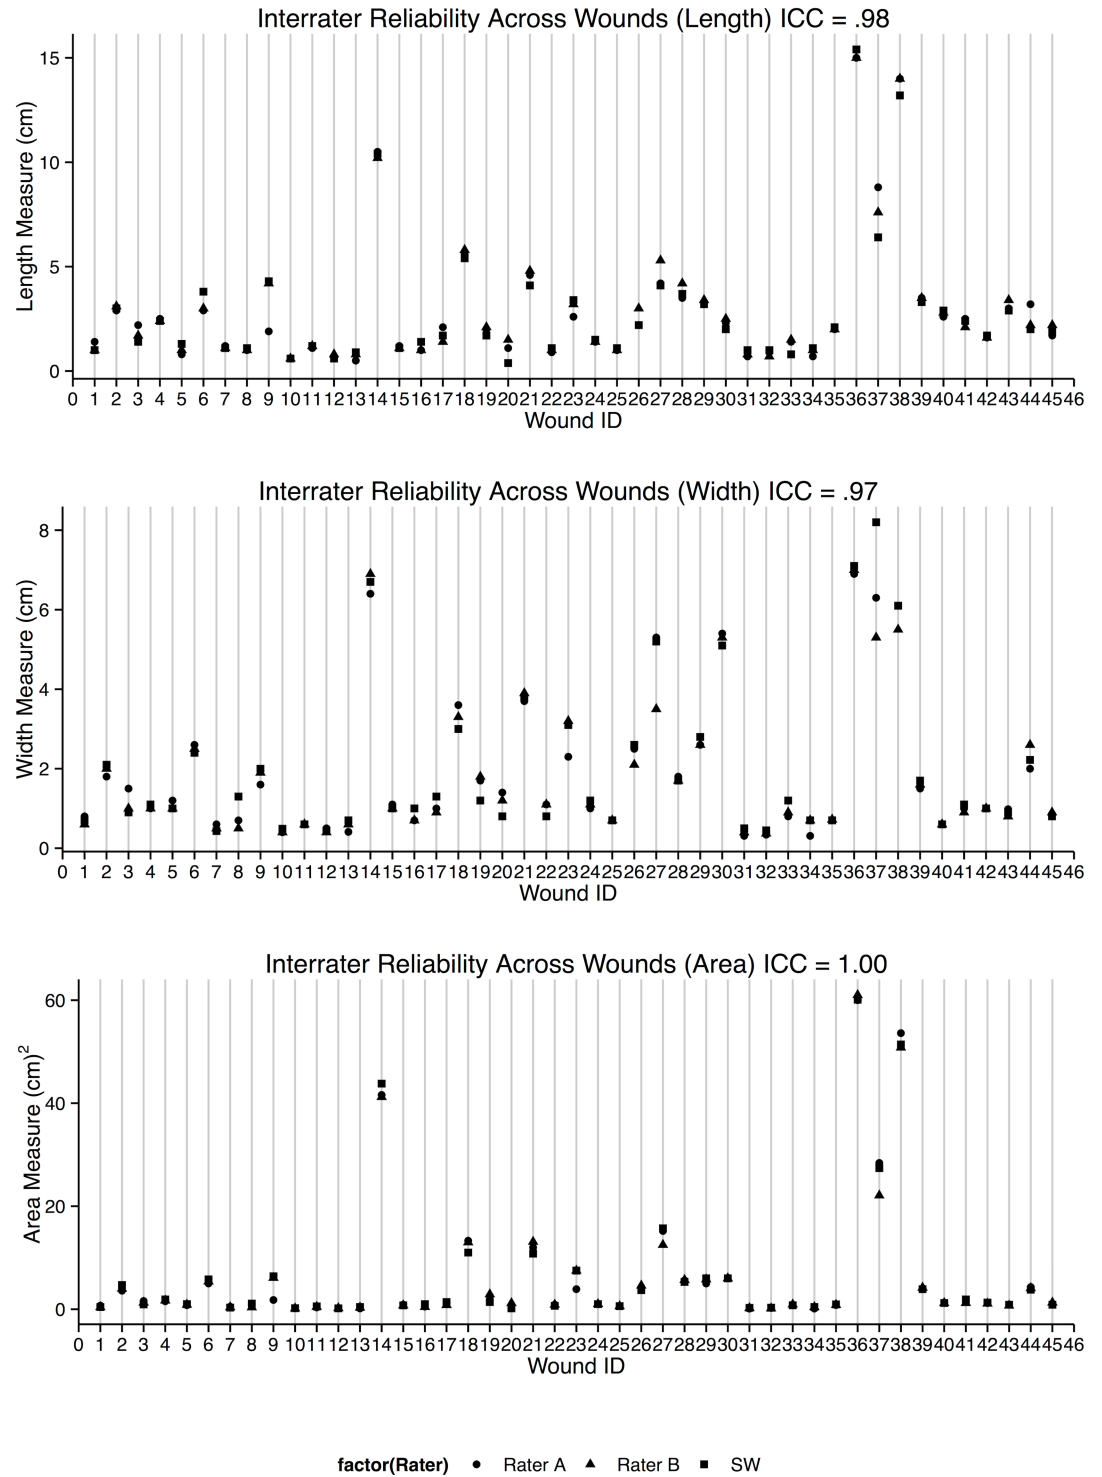 Interrater Reliability Across Wounds (Length) ICC = .98
Length Measure (cm)
15
10
5
0
0 1 2 3 4 5 6 7 8 9 10 11 12 13 14 15 16 17 18 19 20 21 22 23 24 25 26 27 28 29 30 31 32 33 34 35 36 37 38 39 40 41 42 43 44 45 46
Wound ID
Interrater Reliability Across Wounds (Width) ICC = .97
Width Measure (cm)
8
6
4
2
0
0 1 2 3 4 5 6 7 8 9 10 11 12 13 14 15 16 17 18 19 20 21 22 23 24 25 26 27 28 29 30 31 32 33 34 35 36 37 38 39 40 41 42 43 44 45 46
Wound ID
Interrater Reliability Across Wounds (Area) ICC = 1.00
Area Measure (cm)²
60
40
20
0
0 1 2 3 4 5 6 7 8 9 10 11 12 13 14 15 16 17 18 19 20 21 22 23 24 25 26 27 28 29 30 31 32 33 34 35 36 37 38 39 40 41 42 43 44 45 46
Wound ID
factor(Rater) Rater A Rater B SW